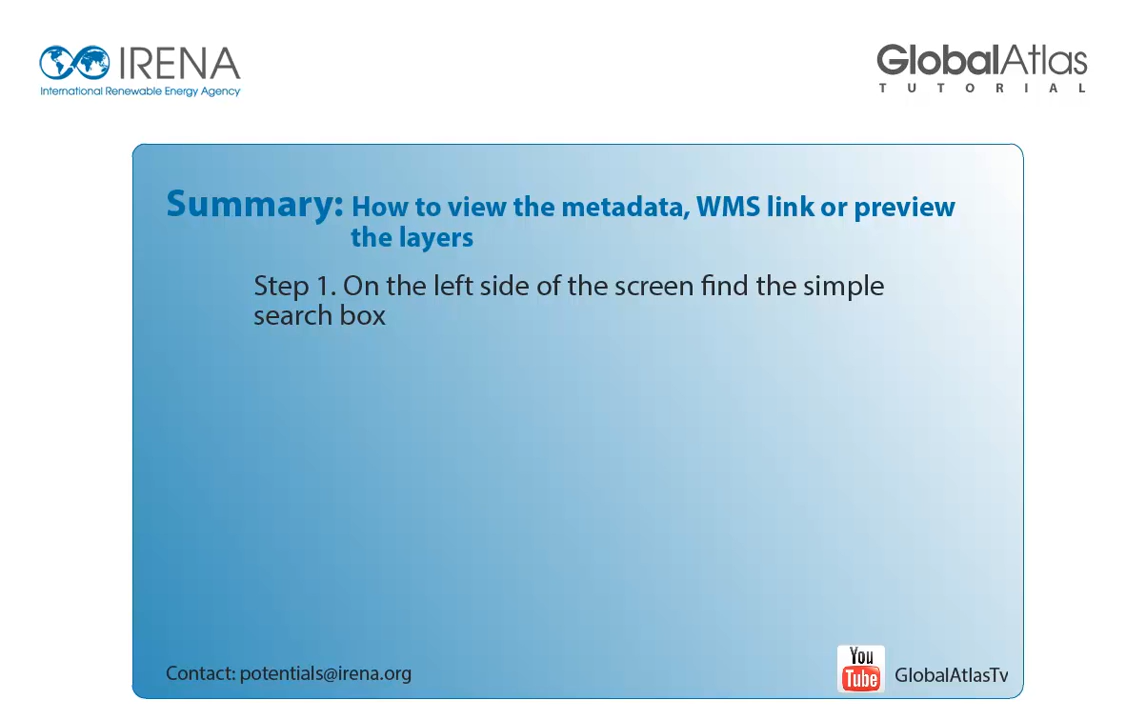 IRENA
International Renewable Energy Agency
GlobalAtlas
TUTORIAL
Summary: How to view the metadata, WMS link or preview
the layers
Step 1. On the left side of the screen find the simple
search box
Contact: potentials@irena.org
You
Tube
GlobalAtlasTv